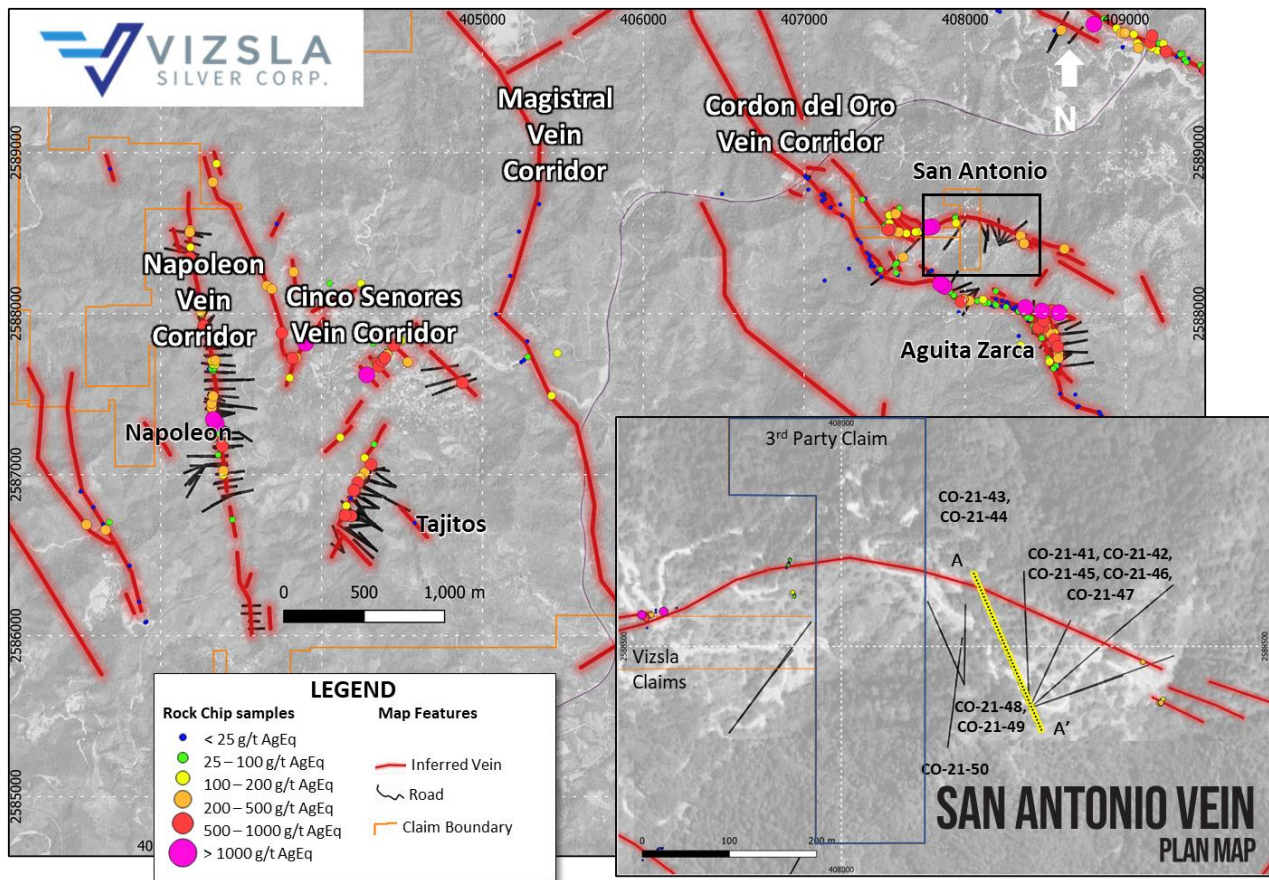 VIZSLA
SILVER CORP.
405000
406000
407000
408000
409000
N
2589000
2588000
2587000
2586000
2585000
Magistral
Vein
Corridor
Cordon del Oro
Vein Corridor
San Antonio
Napoleon
Vein
Corridor
Cinco Senores
Vein Corridor
Aguita Zarca
Napoleon
Tajitos
0 500 1,000 m
40
LEGEND
Rock Chip samples
< 25 g/t AgEq
25 – 100 g/t AgEq
100 – 200 g/t AgEq
200 – 500 g/t AgEq
500 – 1000 g/t AgEq
> 1000 g/t AgEq
Map Features
Inferred Vein
Road
Claim Boundary
408000
3rd Party Claim
CO-21-43,
CO-21-44
A
CO-21-41, CO-21-42,
CO-21-45, CO-21-46,
CO-21-47
2588500
2588500
Vizsla
Claims
CO-21-48,
CO-21-49
A'
CO-21-50
SAN ANTONIO VEIN
PLAN MAP
0 100 200 m
408000